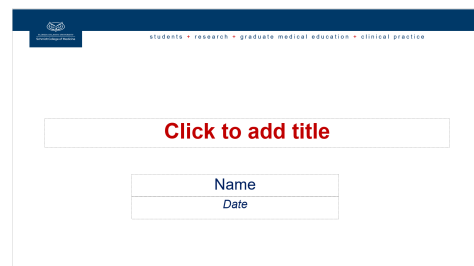 students • research • graduate medical education • clinical practice
Click to add title
Name
Date